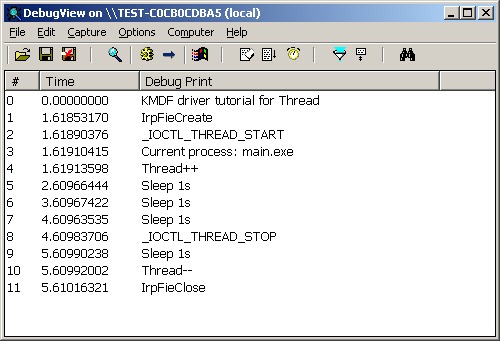 DebugView on \\TEST-C0CB0CDBA5 (local)
File Edit Capture Options Computer Help
# Time Debug Print
0 0.00000000 KMDF driver tutorial for Thread
1 1.61853170 IrpFieCreate
2 1.61890376 _IOCTL_THREAD_START
3 1.61910415 Current process: main.exe
4 1.61913598 Thread++
5 2.60966444 Sleep 1s
6 3.60967422 Sleep 1s
7 4.60963535 Sleep 1s
8 4.60983706 _IOCTL_THREAD_STOP
9 5.60990238 Sleep 1s
10 5.60992002 Thread--
11 5.61016321 IrpFieClose